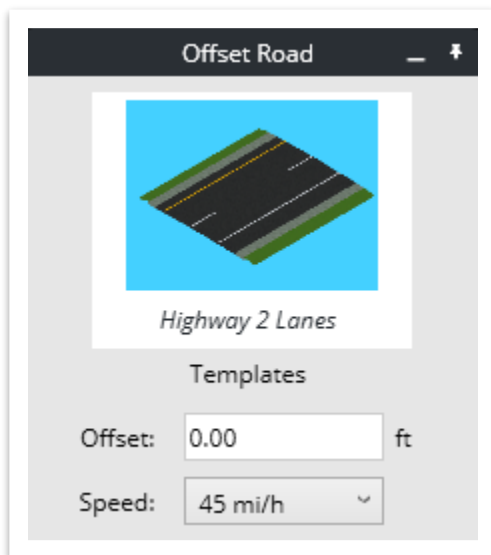 Offset Road
Highway 2 Lanes
Templates
Offset: 0.00 ft
Speed: 45 mi/h